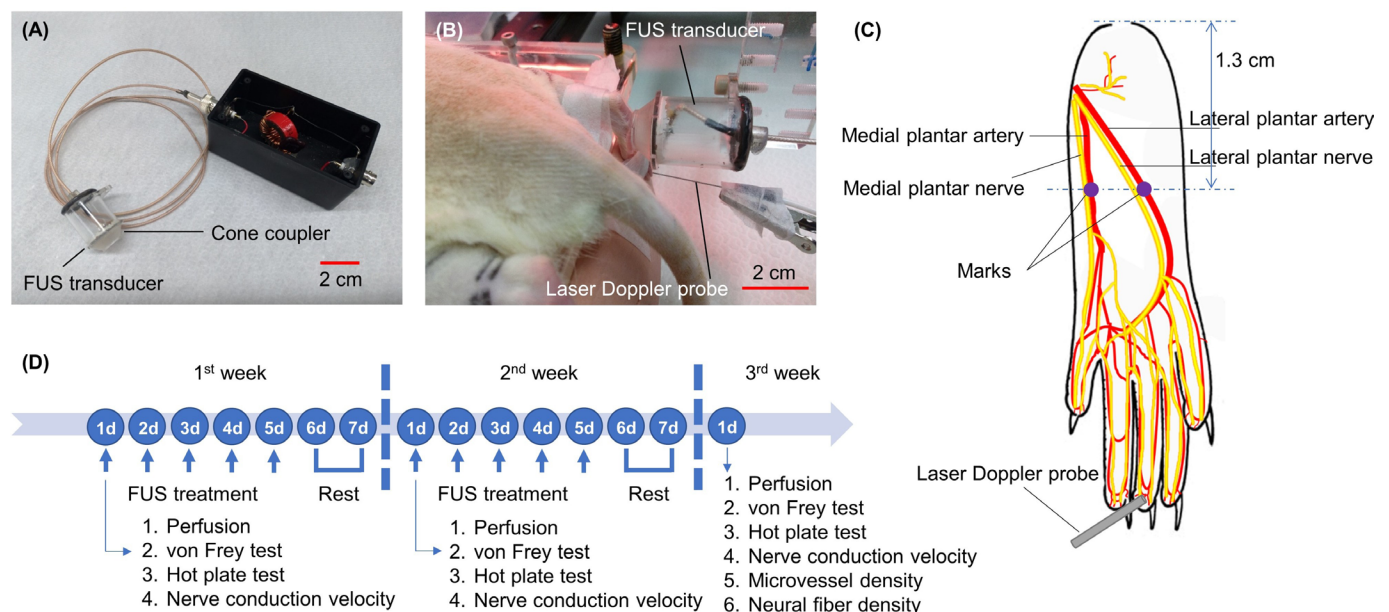 (A)
Cone coupler
FUS transducer
2 cm
(B)
FUS transducer
Laser Doppler probe
2 cm
(C)
1.3 cm
Medial plantar artery
Lateral plantar artery
Lateral plantar nerve
Medial plantar nerve
Marks
Laser Doppler probe
(D)
1st week
2nd week
3rd week
1d 2d 3d 4d 5d 6d 7d
1d 2d 3d 4d 5d 6d 7d
1d
FUS treatment
Rest
1. Perfusion
2. von Frey test
3. Hot plate test
4. Nerve conduction velocity
FUS treatment
Rest
1. Perfusion
2. von Frey test
3. Hot plate test
4. Nerve conduction velocity
1. Perfusion
2. von Frey test
3. Hot plate test
4. Nerve conduction velocity
5. Microvessel density
6. Neural fiber density